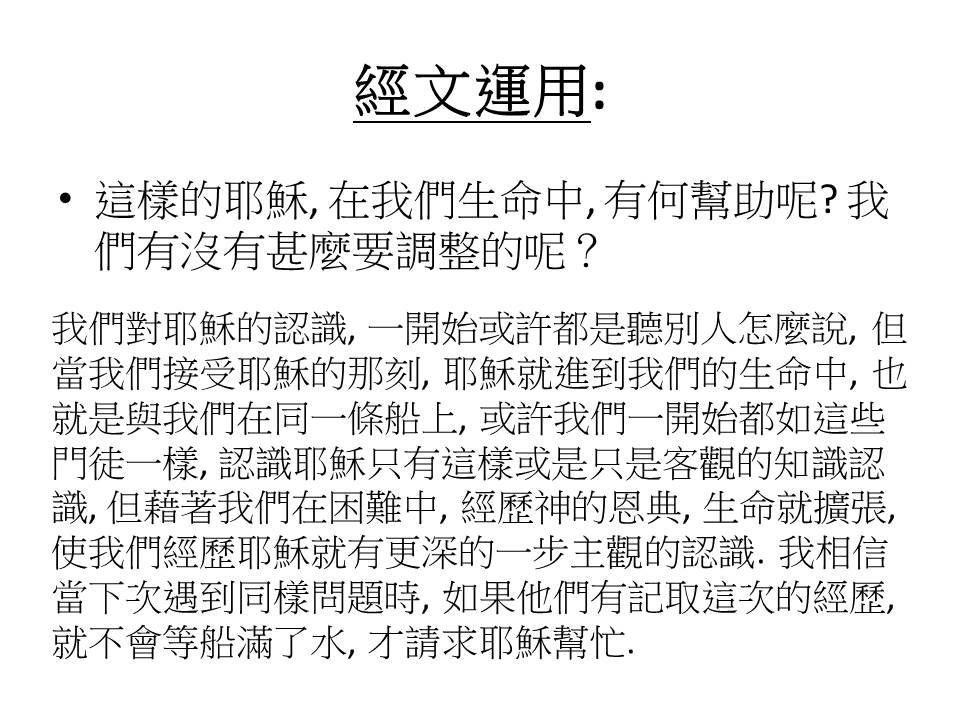 經文運用:
• 這樣的耶穌, 在我們生命中, 有何幫助呢? 我
們有沒有甚麼要調整的呢？
我們對耶穌的認識, 一開始或許都是聽別人怎麼說, 但
當我們接受耶穌的那刻, 耶穌就進到我們的生命中, 也
就是與我們在同一條船上, 或許我們一開始都如這些
門徒一樣, 認識耶穌只有這樣或是只是客觀的知識認
識, 但藉著我們在困難中, 經歷神的恩典, 生命就擴張,
使我們經歷耶穌就有更深的一步主觀的認識. 我相信
當下次遇到同樣問題時, 如果他們有記取這次的經歷,
就不會等船滿了水, 才請求耶穌幫忙.